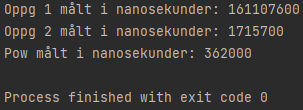 Oppg 1 målt i nanosekunder: 161107600
Oppg 2 målt i nanosekunder: 1715700
Pow målt i nanosekunder: 362000
Process finished with exit code 0